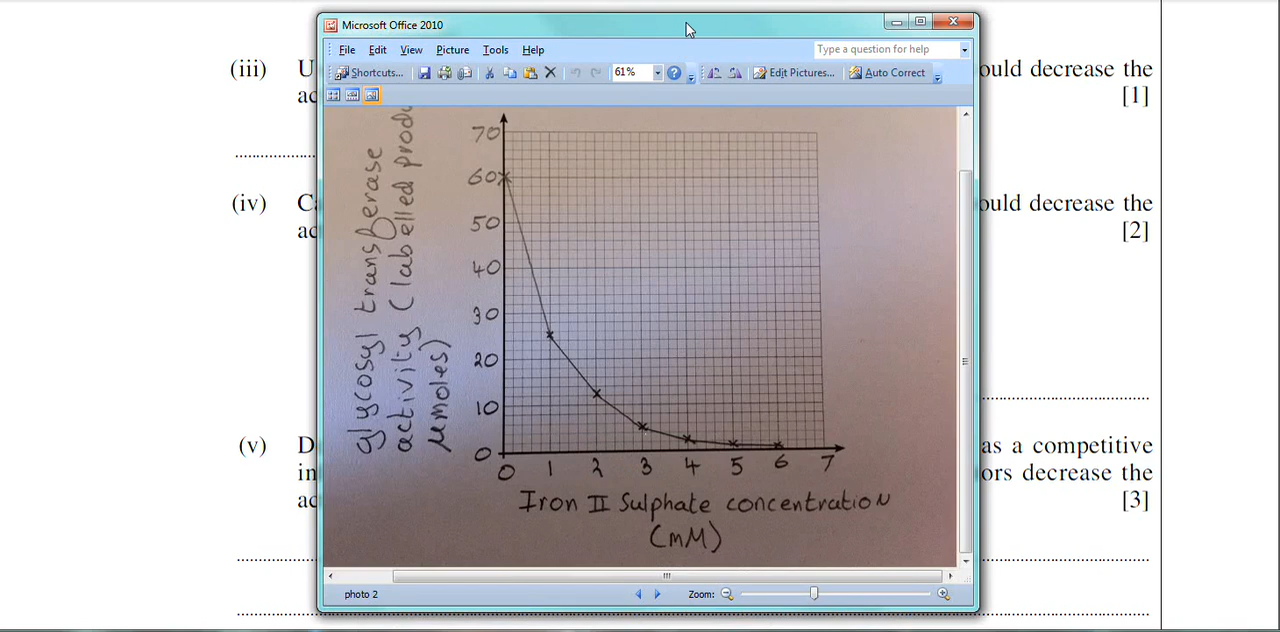 Microsoft Office 2010
File Edit View Picture Tools Help
Type a question for help
Shortcuts... 61% Edit Pictures... Auto Correct
(iii) U ould decrease the
ac [1]
(iv) Ca ould decrease the
ac [2]
(v) D as a competitive
in ors decrease the
ac [3]
glycosyl transferase
activity (labelled produ
μmoles)
70
60
50
40
30
20
10
0
0 1 2 3 4 5 6 7
Iron II Sulphate concentration
(mM)
photo 2
Zoom: